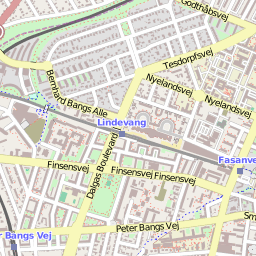 Godthåbsvej
Tesdorpfsvej
Nyelandsvej
Nyelandsvej
Bernhard Bangs Alle
Lindevang
Dalgas Boulevard
Finsensvej
Finsensvej Finsensvej
Fasanve
Peter Bangs Vej
Sm
r Bangs Vej